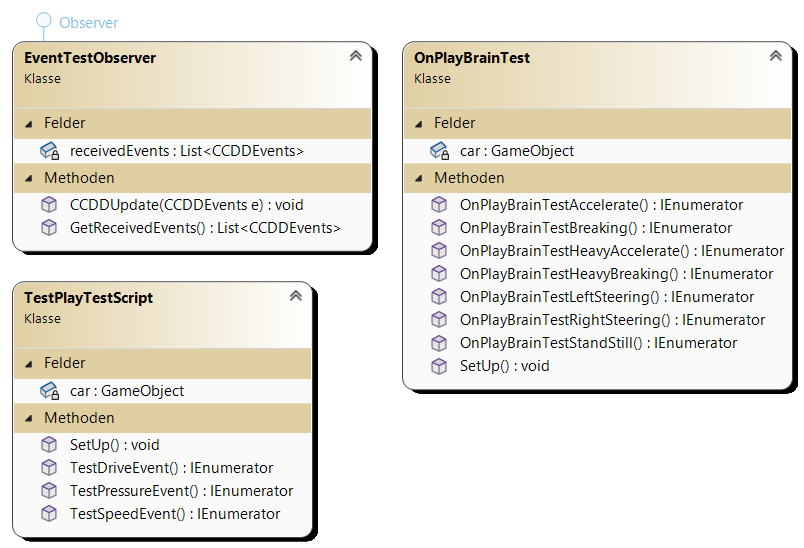 Observer
EventTestObserver
Klasse
Felder
receivedEvents : List<CCDDEvents>
Methoden
CCDDUpdate(CCDDEvents e) : void
GetReceivedEvents() : List<CCDDEvents>
OnPlayBrainTest
Klasse
Felder
car : GameObject
Methoden
OnPlayBrainTestAccelerate() : IEnumerator
OnPlayBrainTestBreaking() : IEnumerator
OnPlayBrainTestHeavyAccelerate() : IEnumerator
OnPlayBrainTestHeavyBreaking() : IEnumerator
OnPlayBrainTestLeftSteering() : IEnumerator
OnPlayBrainTestRightSteering() : IEnumerator
OnPlayBrainTestStandStill() : IEnumerator
SetUp() : void
TestPlayTestScript
Klasse
Felder
car : GameObject
Methoden
SetUp() : void
TestDriveEvent() : IEnumerator
TestPressureEvent() : IEnumerator
TestSpeedEvent() : IEnumerator